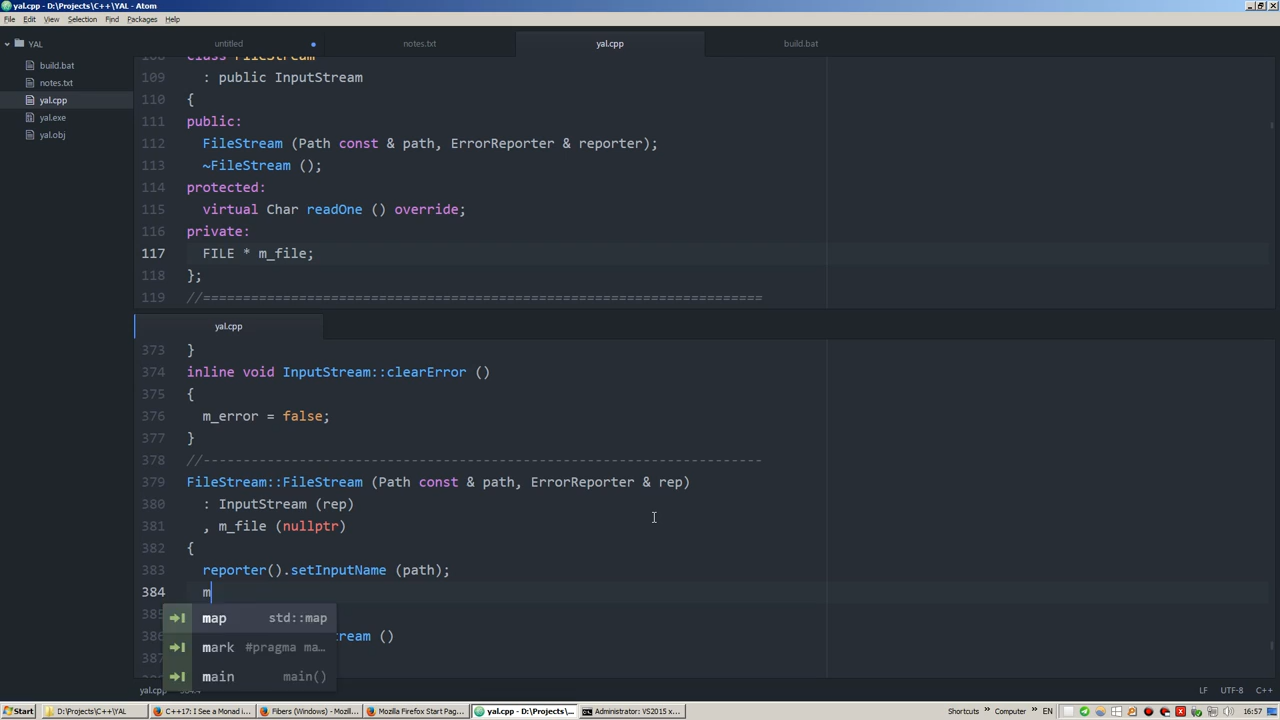 yal.cpp - D:\Projects\C++\YAL - Atom
File Edit View Selection Find Packages Help
YAL
untitled
notes.txt
yal.cpp
build.bat
build.bat
notes.txt
yal.cpp
yal.exe
yal.obj
108 class FileStream
109 : public InputStream
110 {
111 public:
112 FileStream (Path const & path, ErrorReporter & reporter);
113 ~FileStream ();
114 protected:
115 virtual Char readOne () override;
116 private:
117 FILE * m_file;
118 };
119 //======================================================================
yal.cpp
373 }
374 inline void InputStream::clearError ()
375 {
376 m_error = false;
377 }
378 //----------------------------------------------------------------------
379 FileStream::FileStream (Path const & path, ErrorReporter & rep)
380 : InputStream (rep)
381 , m_file (nullptr)
382 {
383 reporter().setInputName (path);
384 m
385
386 ream ()
387
map std::map
mark #pragma ma…
main main()
yal.cpp
LF UTF-8 C++
Start D:\Projects\C++\YAL C++17: I See a Monad i... Fibers (Windows) - Mozil... Mozilla Firefox Start Pag... yal.cpp - D:\Projects\... Administrator: VS2015 x... Shortcuts » Computer » EN 16:57